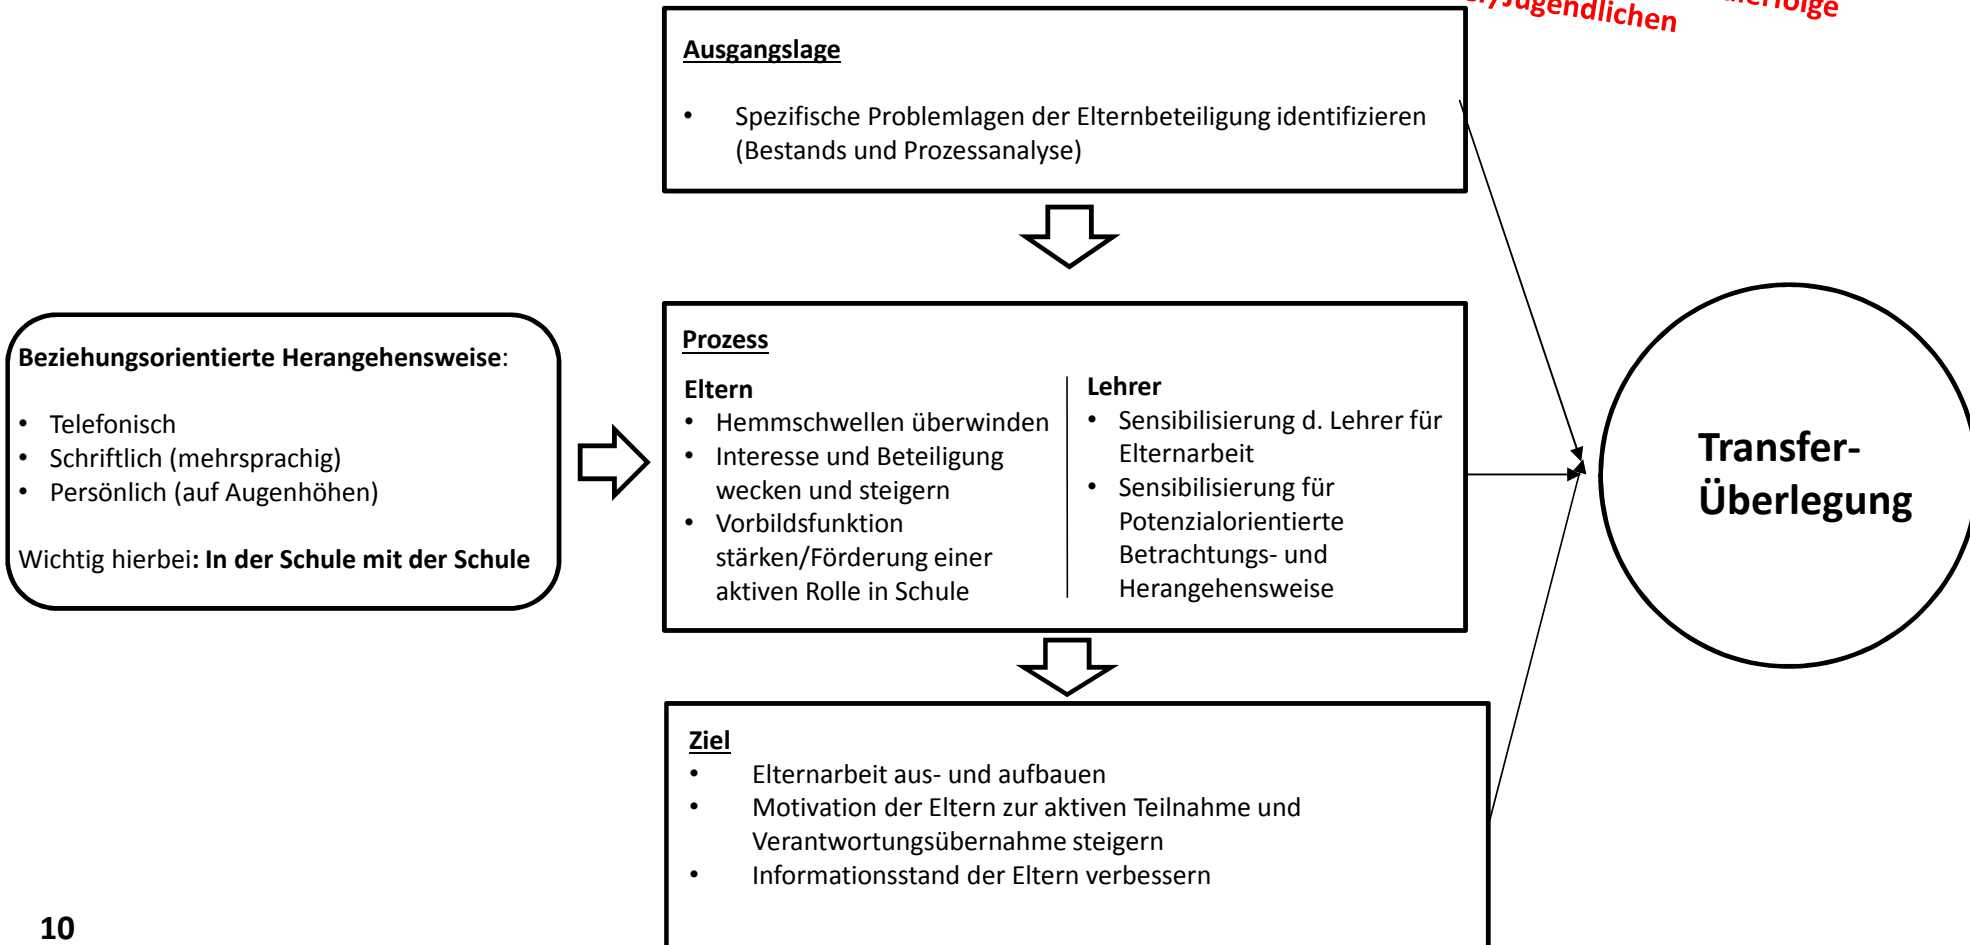 Jugendlichen
Ausgangslage
• Spezifische Problemlagen der Elternbeteiligung identifizieren
(Bestands und Prozessanalyse)
Beziehungsorientierte Herangehensweise:
• Telefonisch
• Schriftlich (mehrsprachig)
• Persönlich (auf Augenhöhen)
Wichtig hierbei: In der Schule mit der Schule
Prozess
Eltern
• Hemmschwellen überwinden
• Interesse und Beteiligung
wecken und steigern
• Vorbildsfunktion
stärken/Förderung einer
aktiven Rolle in Schule
Lehrer
• Sensibilisierung d. Lehrer für
Elternarbeit
• Sensibilisierung für
Potenzialorientierte
Betrachtungs- und
Herangehensweise
Transfer-
Überlegung
Ziel
• Elternarbeit aus- und aufbauen
• Motivation der Eltern zur aktiven Teilnahme und
Verantwortungsübernahme steigern
• Informationsstand der Eltern verbessern
10